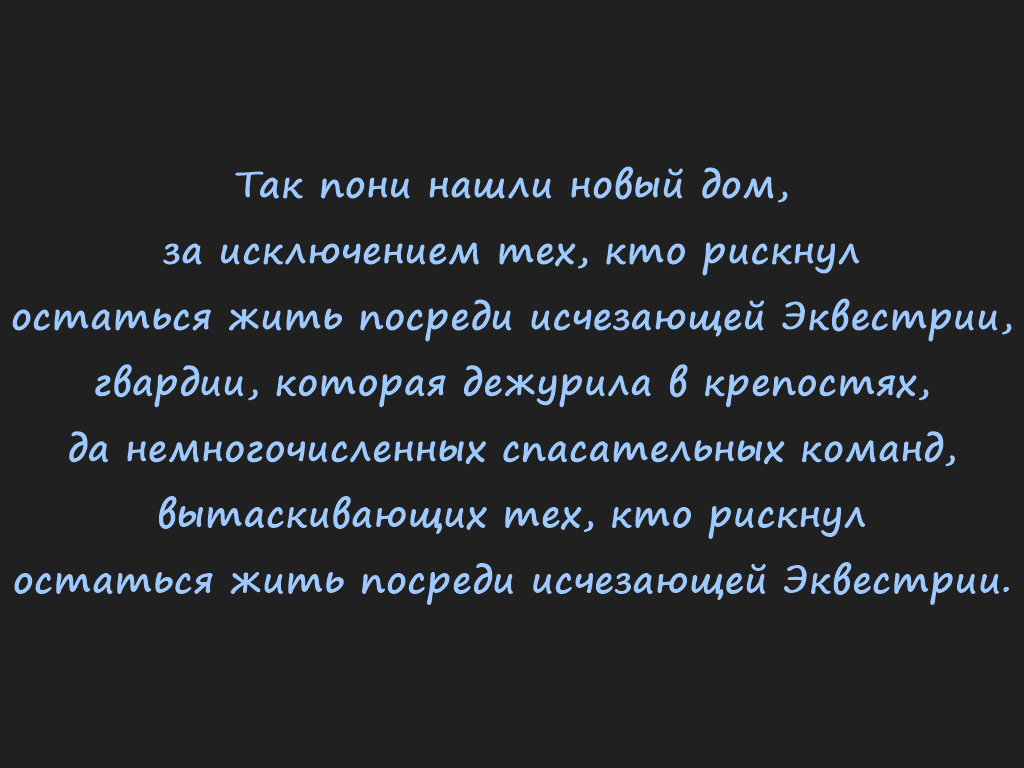 Так пони нашли новый дом,
за исключением тех, кто рискнул
остаться жить посреди исчезающей Эквестрии,
гвардии, которая дежурила в крепостях,
да немногочисленных спасательных команд,
вытаскивающих тех, кто рискнул
остаться жить посреди исчезающей Эквестрии.